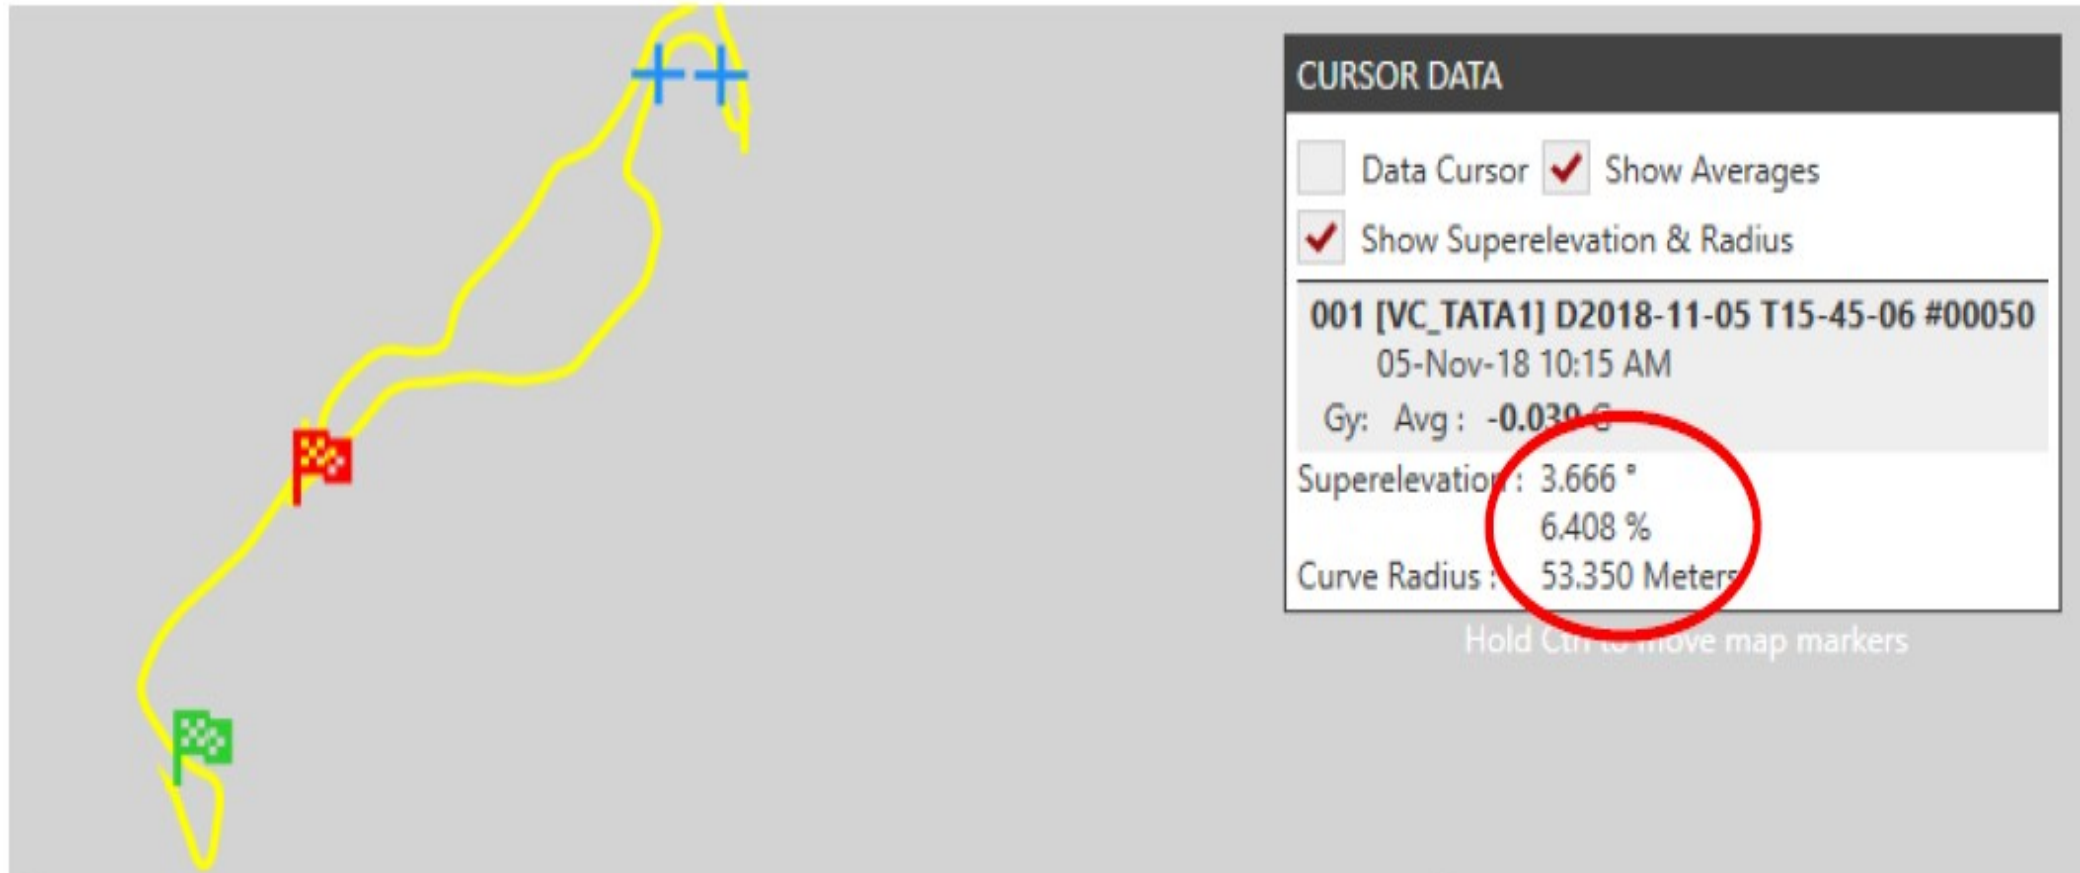 CURSOR DATA
Data Cursor Show Averages
Show Superelevation & Radius
001 [VC_TATA1] D2018-11-05 T15-45-06 #00050
05-Nov-18 10:15 AM
Gy: Avg : -0.039 G
Superelevation : 3.666 °
6.408 %
Curve Radius : 53.350 Meters
Hold Ctrl to move map markers